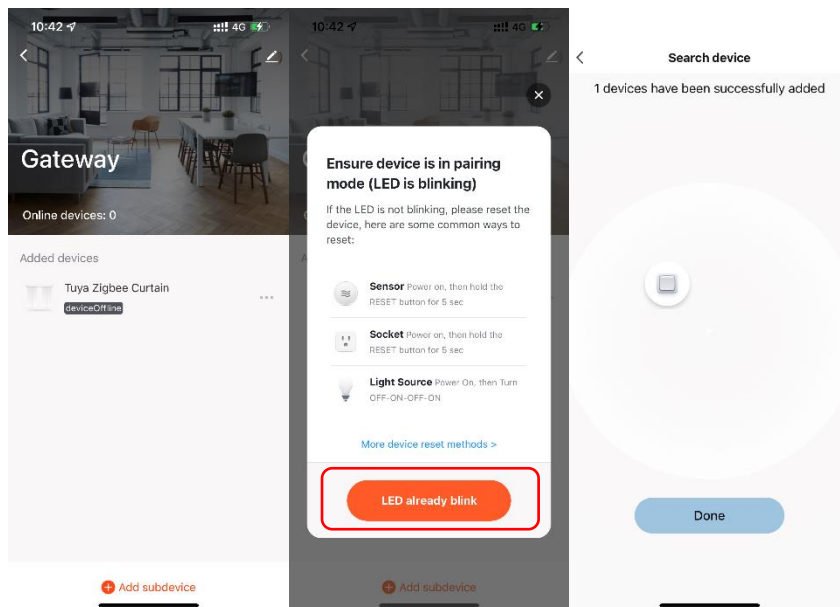 10:42 4G
Gateway
Online devices: 0
Added devices
Tuya Zigbee Curtain
deviceOffline
Add subdevice
10:42 4G
Ensure device is in pairing
mode (LED is blinking)
If the LED is not blinking, please reset the
device, here are some common ways to
reset:
Sensor Power on, then hold the
RESET button for 5 sec
Socket Power on, then hold the
RESET button for 5 sec
Light Source Power On, then Turn
OFF-ON-OFF-ON
More device reset methods >
LED already blink
Add subdevice
Search device
1 devices have been successfully added
Done